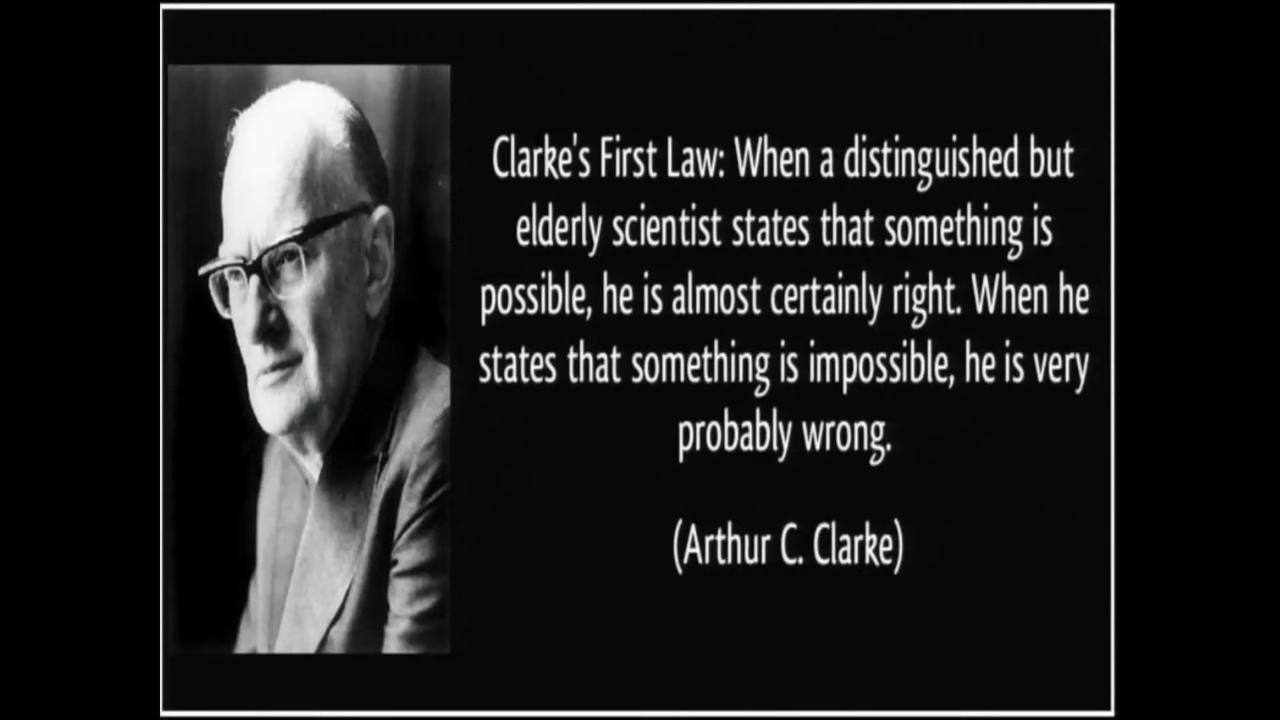 Clarke's First Law: When a distinguished but
elderly scientist states that something is
possible, he is almost certainly right. When he
states that something is impossible, he is very
probably wrong.
(Arthur C. Clarke)